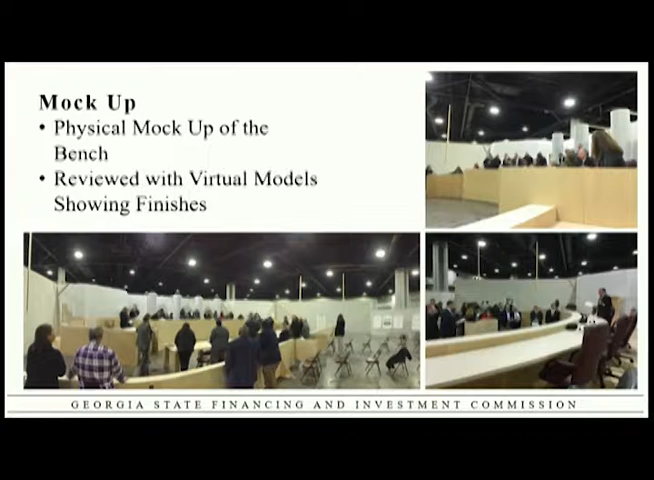 Mock Up
• Physical Mock Up of the
Bench
• Reviewed with Virtual Models
Showing Finishes
GEORGIA STATE FINANCING AND INVESTMENT COMMISSION